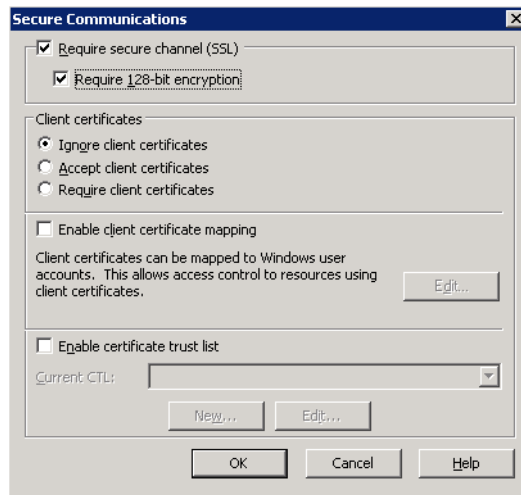 Secure Communications
Require secure channel (SSL)
Require 128-bit encryption
Client certificates
Ignore client certificates
Accept client certificates
Require client certificates
Enable client certificate mapping
Client certificates can be mapped to Windows user
accounts. This allows access control to resources using
client certificates.
Edit...
Enable certificate trust list
Current CTL:
New... Edit...
OK Cancel Help